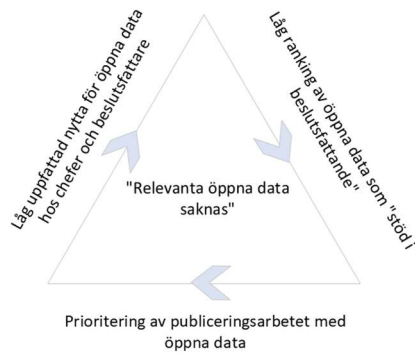 Låg uppfattad nytta för öppna data
hos chefer och beslutsfattare
Låg ranking av öppna data som "stöd i
beslutsfattande"
"Relevanta öppna data
saknas"
Prioritering av publiceringsarbetet med
öppna data